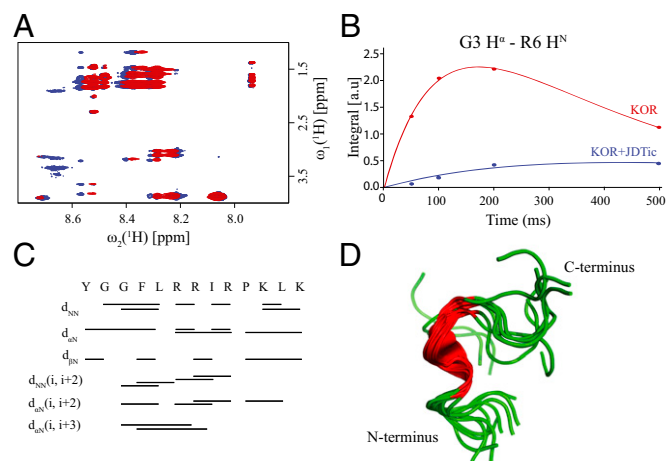 A
1.5
2.5
3.5
ω₁(¹H) [ppm]
8.6 8.4 8.2 8.0
ω₂(¹H) [ppm]
B
G3 Hᵅ - R6 Hᴺ
2.5
2.0
1.5
1.0
0.5
0.0
Integral [a.u]
KOR
KOR+JDTic
0 100 200 300 400 500
Time (ms)
C
Y G G F L R R I R P K L K
dNN
dαN
dβN
dNN(i, i+2)
dαN(i, i+2)
dαN(i, i+3)
D
C-terminus
N-terminus